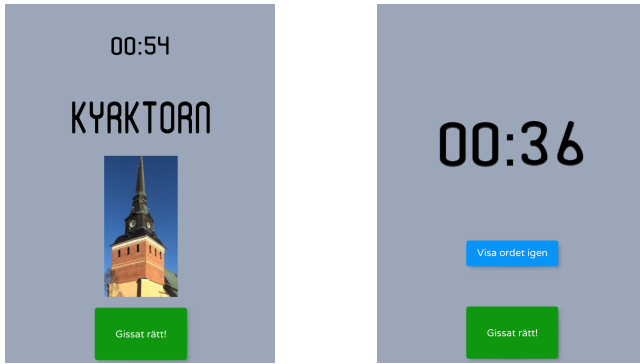 00:54
KYRKTORN
Gissat rätt!
00:36
Visa ordet igen
Gissat rätt!